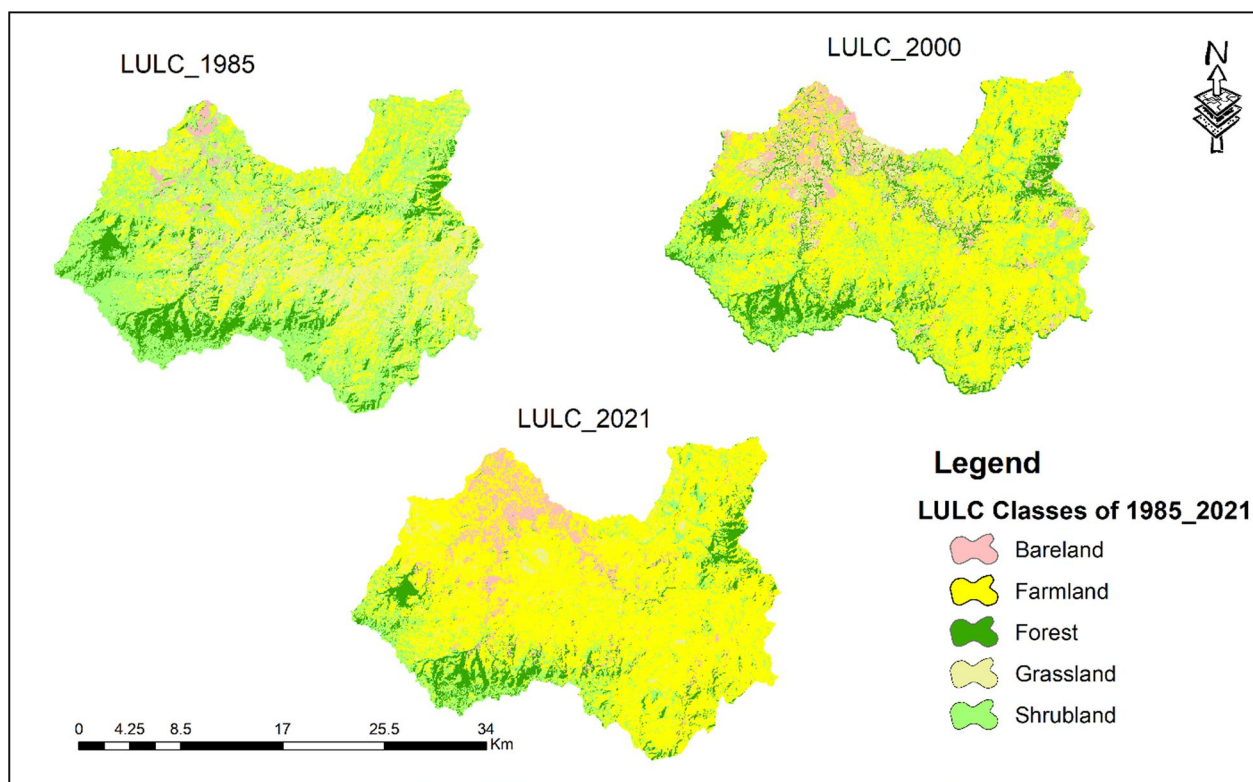 LULC_1985
LULC_2000
N
LULC_2021
Legend
LULC Classes of 1985_2021
Bareland
Farmland
Forest
Grassland
Shrubland
0 4.25 8.5 17 25.5 34
Km